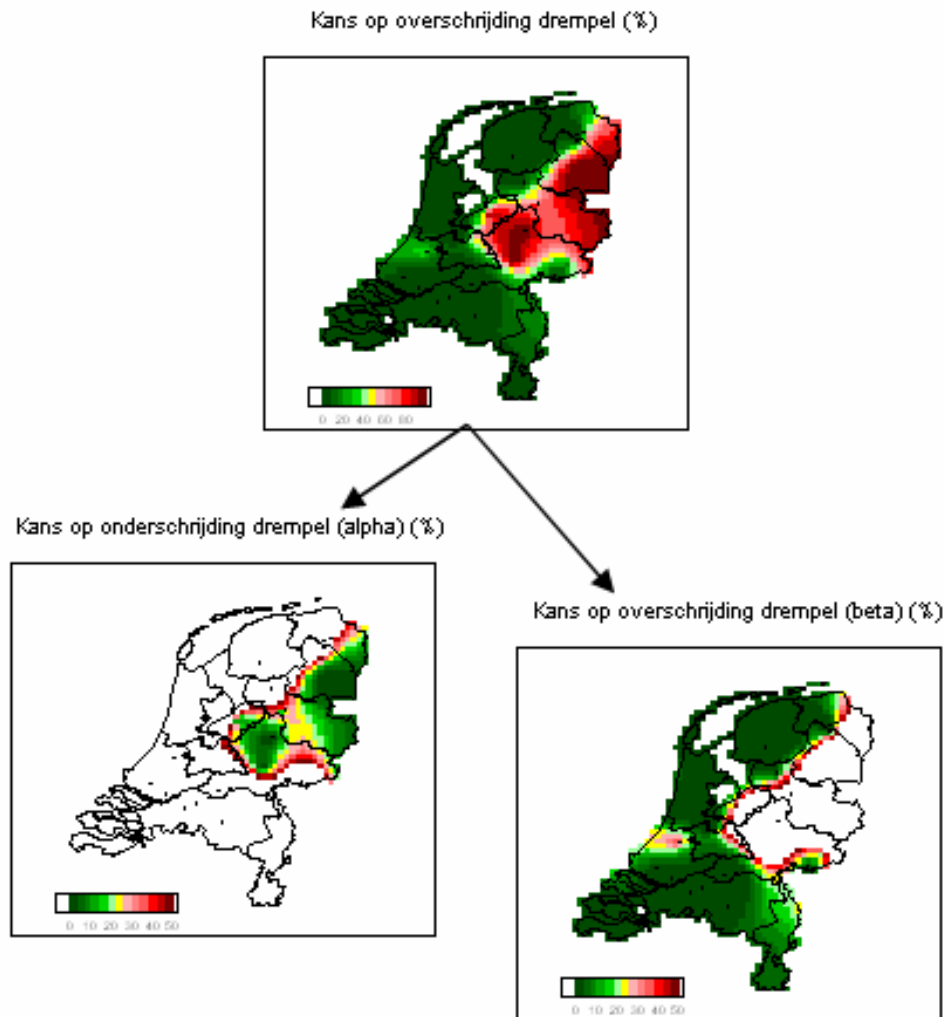 Kans op overschrijding drempel (%)
0 20 40 60 80
Kans op onderschrijding drempel (alpha) (%)
0 10 20 30 40 50
Kans op overschrijding drempel (beta) (%)
0 10 20 30 40 50